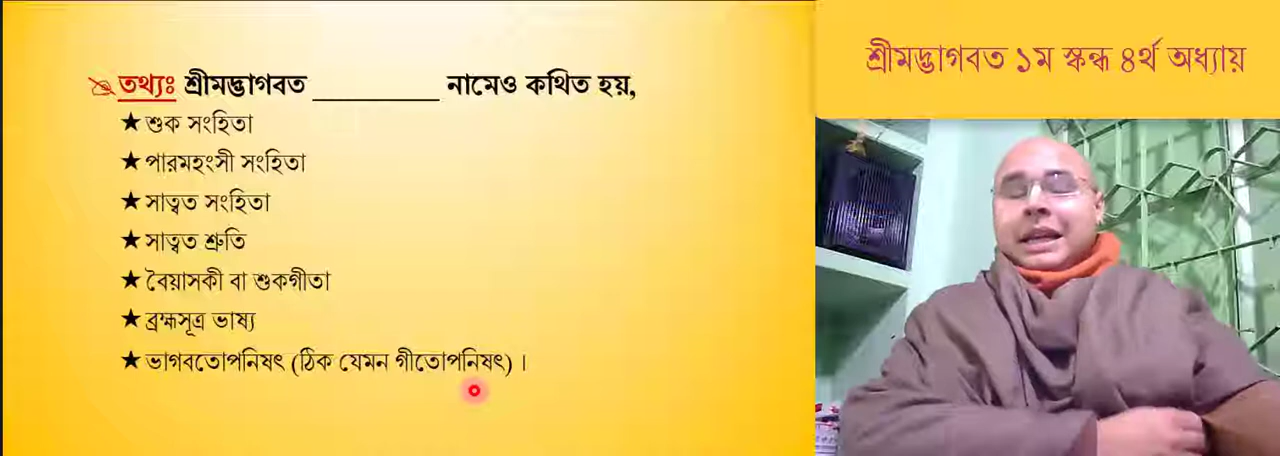 তথ্যঃ শ্রীমদ্ভাগবত __________ নামেও কথিত হয়,
★ শুক সংহিতা
★ পারমহংসী সংহিতা
★ সাত্বত সংহিতা
★ সাত্বত শ্রুতি
★ বৈয়াসকী বা শুকগীতা
★ ব্রহ্মসূত্র ভাষ্য
★ ভাগবতোপনিষৎ (ঠিক যেমন গীতোপনিষৎ) ।
শ্রীমদ্ভাগবত ১ম স্কন্ধ ৪র্থ অধ্যায়